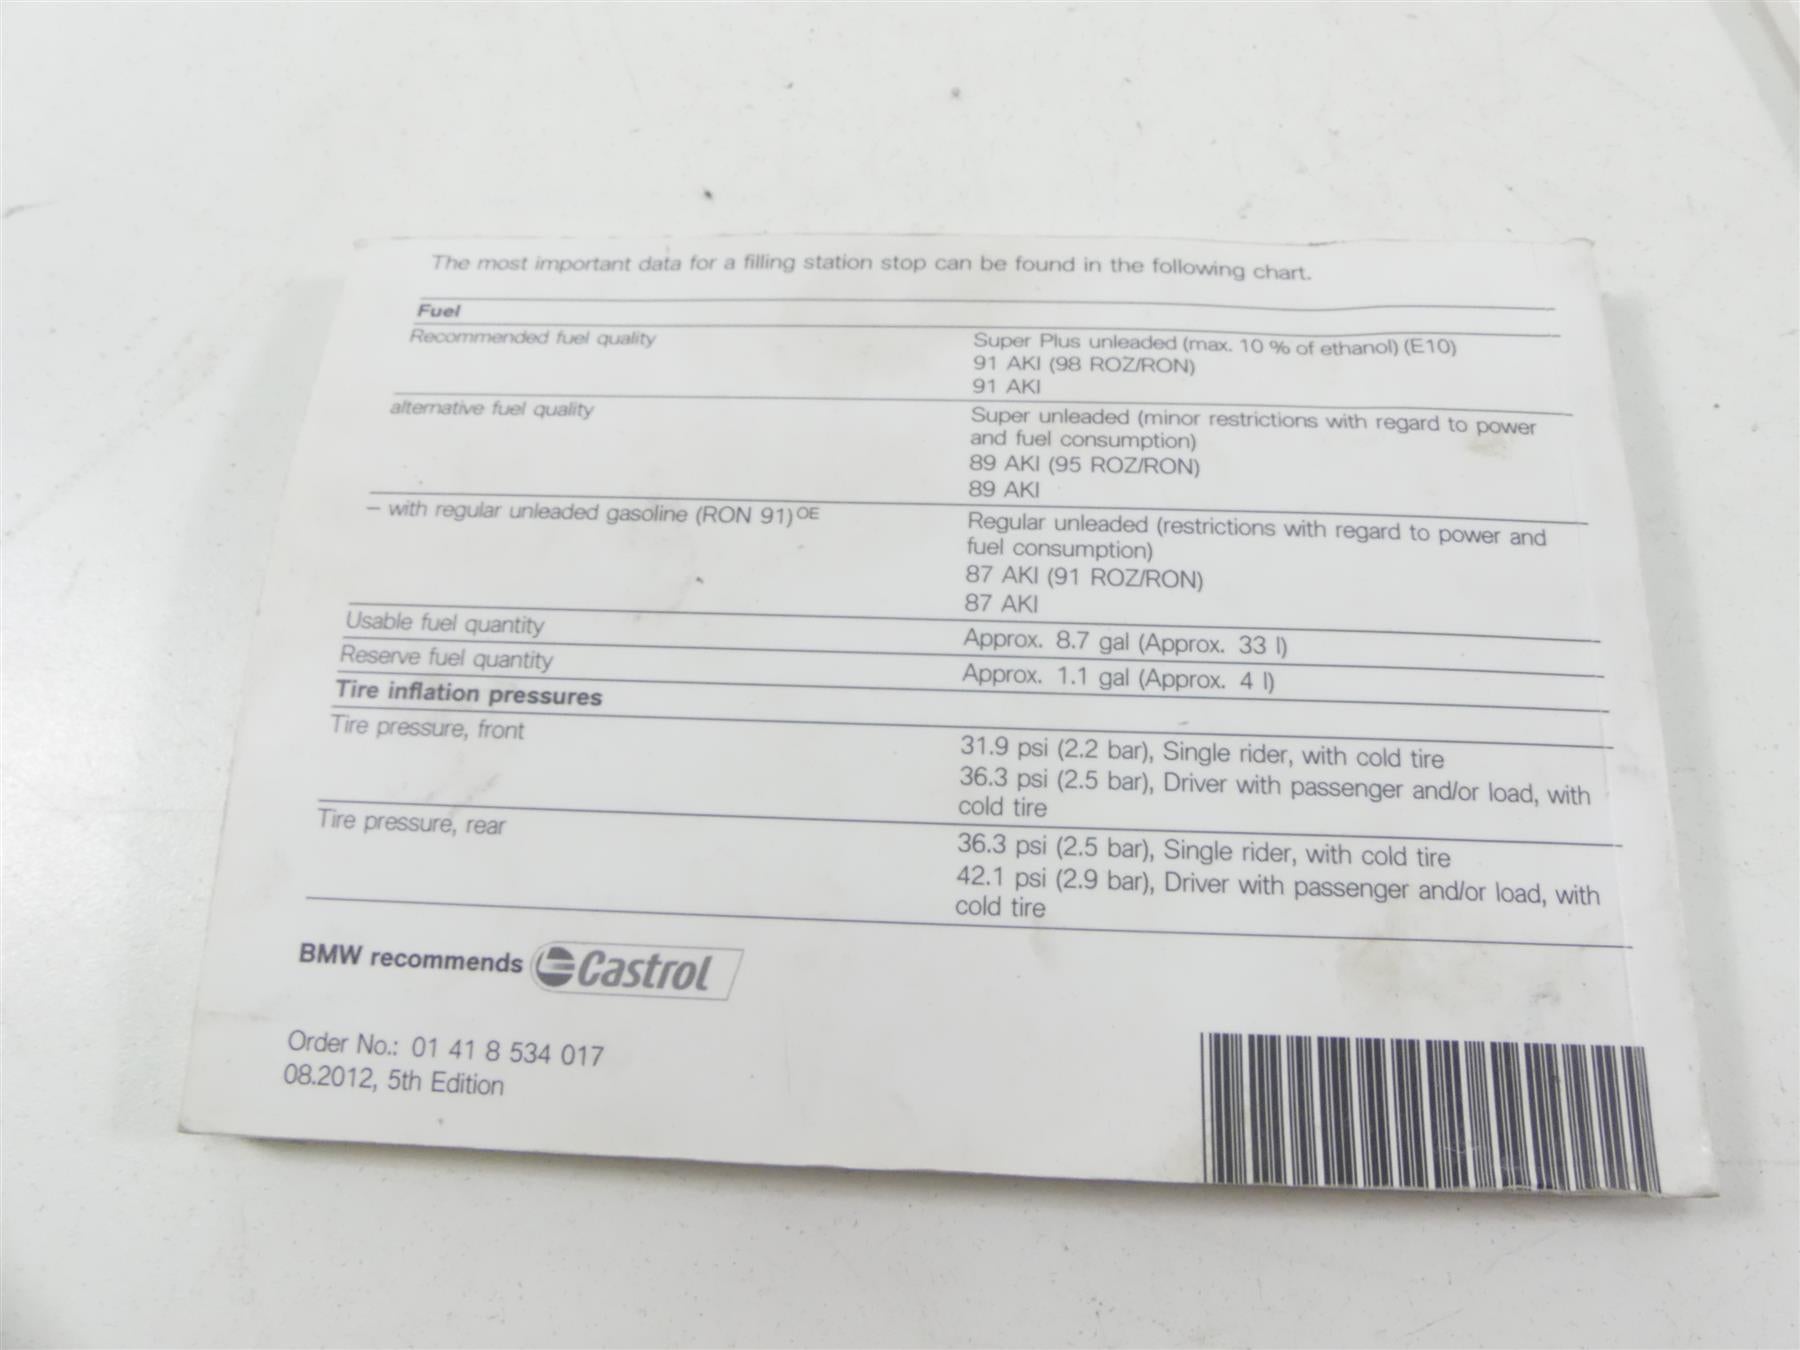 The most important data for a filling station stop can be found in the following chart.
Fuel
Recommended fuel quality
Super Plus unleaded (max. 10 % of ethanol) (E10)
91 AKI (98 ROZ/RON)
91 AKI
alternative fuel quality
Super unleaded (minor restrictions with regard to power
and fuel consumption)
89 AKI (95 ROZ/RON)
89 AKI
– with regular unleaded gasoline (RON 91)OE
Regular unleaded (restrictions with regard to power and
fuel consumption)
87 AKI (91 ROZ/RON)
87 AKI
Usable fuel quantity
Approx. 8.7 gal (Approx. 33 l)
Reserve fuel quantity
Approx. 1.1 gal (Approx. 4 l)
Tire inflation pressures
Tire pressure, front
31.9 psi (2.2 bar), Single rider, with cold tire
36.3 psi (2.5 bar), Driver with passenger and/or load, with
cold tire
Tire pressure, rear
36.3 psi (2.5 bar), Single rider, with cold tire
42.1 psi (2.9 bar), Driver with passenger and/or load, with
cold tire
BMW recommends Castrol
Order No.: 01 41 8 534 017
08.2012, 5th Edition